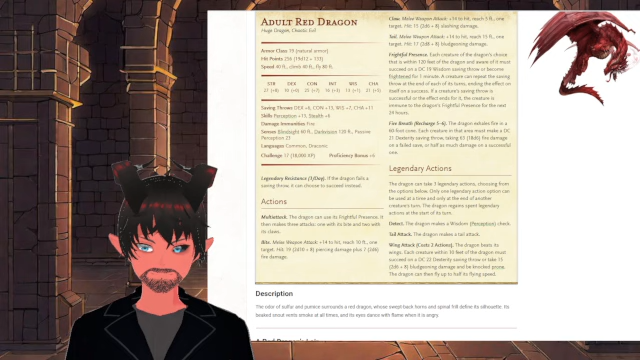 ADULT RED DRAGON
Huge Dragon, Chaotic Evil
Armor Class 19 (natural armor)
Hit Points 256 (19d12 + 133)
Speed 40 ft., climb 40 ft., fly 80 ft.
STR DEX CON INT WIS CHA
27 (+8) 10 (+0) 25 (+7) 16 (+3) 13 (+1) 21 (+5)
Saving Throws DEX +6, CON +13, WIS +7, CHA +11
Skills Perception +13, Stealth +6
Damage Immunities Fire
Senses Blindsight 60 ft., Darkvision 120 ft., Passive
Perception 23
Languages Common, Draconic
Challenge 17 (18,000 XP) Proficiency Bonus +6
Legendary Resistance (3/Day). If the dragon fails a
saving throw, it can choose to succeed instead.
Actions
Multiattack. The dragon can use its Frightful Presence. It
then makes three attacks: one with its bite and two with
its claws.
Bite. Melee Weapon Attack: +14 to hit, reach 10 ft., one
target. Hit: 19 (2d10 + 8) piercing damage plus 7 (2d6)
fire damage.
Claw. Melee Weapon Attack: +14 to hit, reach 5 ft., one
target. Hit: 15 (2d6 + 8) slashing damage.
Tail. Melee Weapon Attack: +14 to hit, reach 15 ft., one
target. Hit: 17 (2d8 + 8) bludgeoning damage.
Frightful Presence. Each creature of the dragon's choice
that is within 120 feet of the dragon and aware of it must
succeed on a DC 19 Wisdom saving throw or become
Frightened for 1 minute. A creature can repeat the saving
throw at the end of each of its turns, ending the effect on
itself on a success. If a creature's saving throw is
successful or the effect ends for it, the creature is
immune to the dragon's Frightful Presence for the next
24 hours.
Fire Breath (Recharge 5-6). The dragon exhales fire in a
60-foot cone. Each creature in that area must make a DC
21 Dexterity saving throw, taking 63 (18d6) fire damage
on a failed save, or half as much damage on a successful
one.
Legendary Actions
The dragon can take 3 legendary actions, choosing from
the options below. Only one legendary action option can
be used at a time and only at the end of another
creature's turn. The dragon regains spent legendary
actions at the start of its turn.
Detect. The dragon makes a Wisdom (Perception) check.
Tail Attack. The dragon makes a tail attack.
Wing Attack (Costs 2 Actions). The dragon beats its
wings. Each creature within 10 feet of the dragon must
succeed on a DC 22 Dexterity saving throw or take 15
(2d6 + 8) bludgeoning damage and be knocked prone.
The dragon can then fly up to half its flying speed.
Description
The odor of sulfur and pumice surrounds a red dragon, whose swept-back horns and spinal frill define its silhouette. Its
beaked snout vents smoke at all times, and its eyes dance with flame when it is angry.